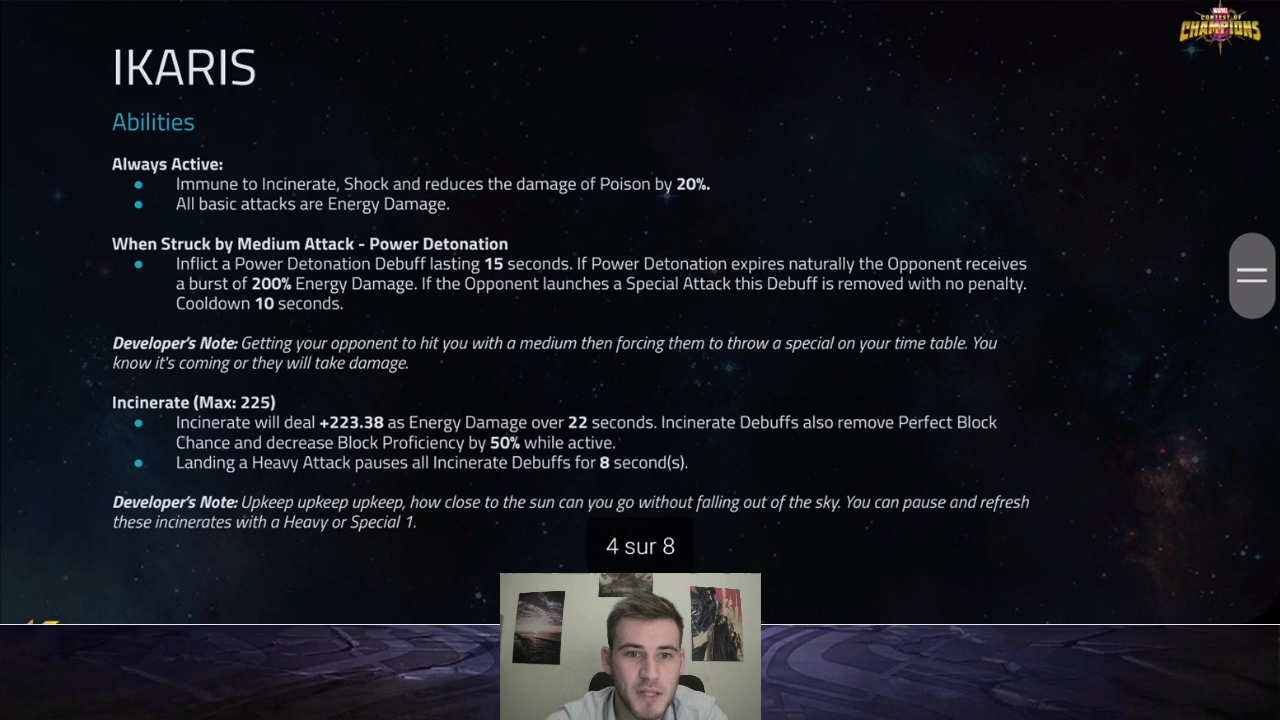 MARVEL
CONTEST OF
CHAMPIONS
IKARIS
Abilities
Always Active:
● Immune to Incinerate, Shock and reduces the damage of Poison by 20%.
● All basic attacks are Energy Damage.
When Struck by Medium Attack - Power Detonation
● Inflict a Power Detonation Debuff lasting 15 seconds. If Power Detonation expires naturally the Opponent receives
a burst of 200% Energy Damage. If the Opponent launches a Special Attack this Debuff is removed with no penalty.
Cooldown 10 seconds.
Developer's Note: Getting your opponent to hit you with a medium then forcing them to throw a special on your time table. You
know it's coming or they will take damage.
Incinerate (Max: 225)
● Incinerate will deal +223.38 as Energy Damage over 22 seconds. Incinerate Debuffs also remove Perfect Block
Chance and decrease Block Proficiency by 50% while active.
● Landing a Heavy Attack pauses all Incinerate Debuffs for 8 second(s).
Developer's Note: Upkeep upkeep upkeep, how close to the sun can you go without falling out of the sky. You can pause and refresh
these incinerates with a Heavy or Special 1.
4 sur 8